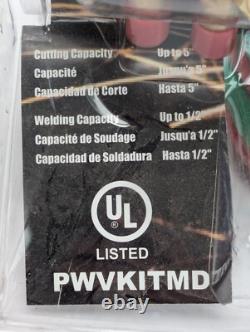 Cutting Capacity Up to 5"
Capacité Jusqu'a 5"
Capacidad de Corte Hasta 5"
Welding Capacity Up to 1/2"
Capacité de Soudage Jusqu'a 1/2"
Capacidad de Soldadura Hasta 1/2"
UL
LISTED
PWVKITMD